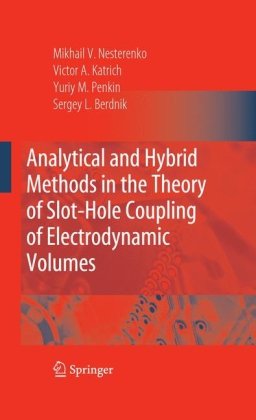 Mikhail V. Nesterenko
Victor A. Katrich
Yuriy M. Penkin
Sergey L. Berdnik
Analytical and Hybrid
Methods in the Theory
of Slot-Hole Coupling
of Electrodynamic
Volumes
Springer